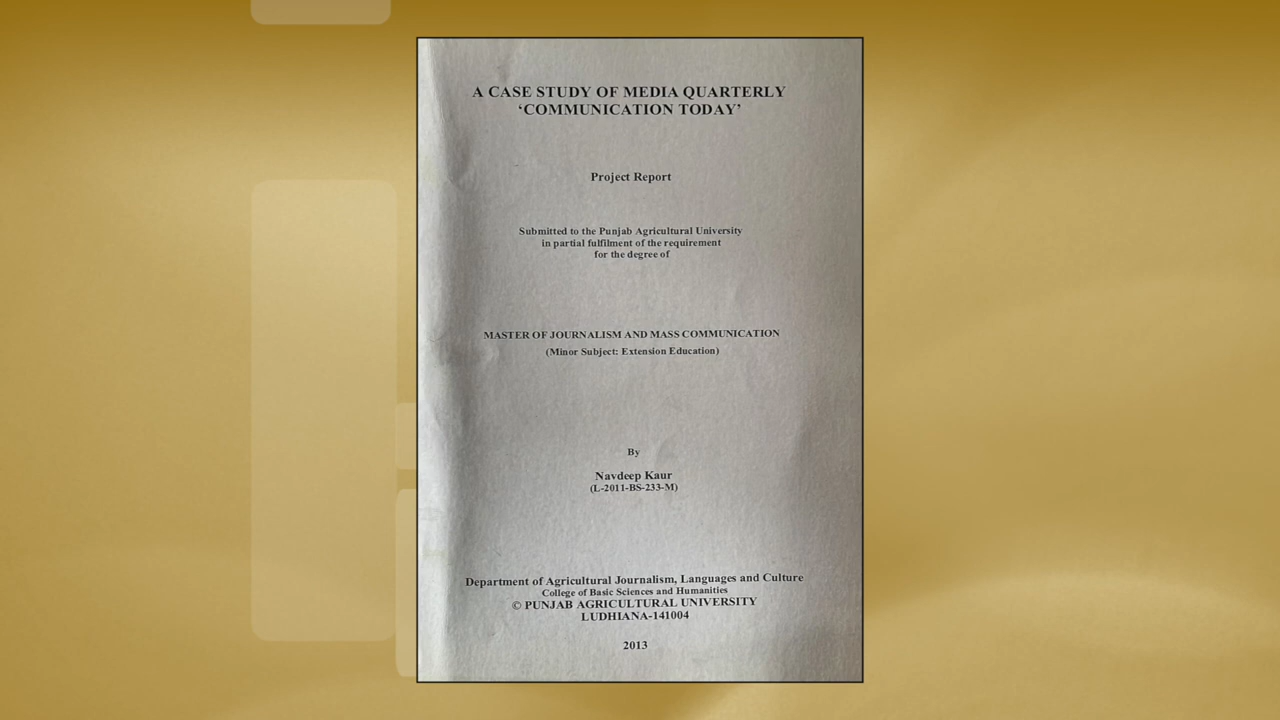 A CASE STUDY OF MEDIA QUARTERLY
‘COMMUNICATION TODAY’
Project Report
Submitted to the Punjab Agricultural University
in partial fulfilment of the requirement
for the degree of
MASTER OF JOURNALISM AND MASS COMMUNICATION
(Minor Subject: Extension Education)
By
Navdeep Kaur
(L-2011-BS-233-M)
Department of Agricultural Journalism, Languages and Culture
College of Basic Sciences and Humanities
© PUNJAB AGRICULTURAL UNIVERSITY
LUDHIANA-141004
2013